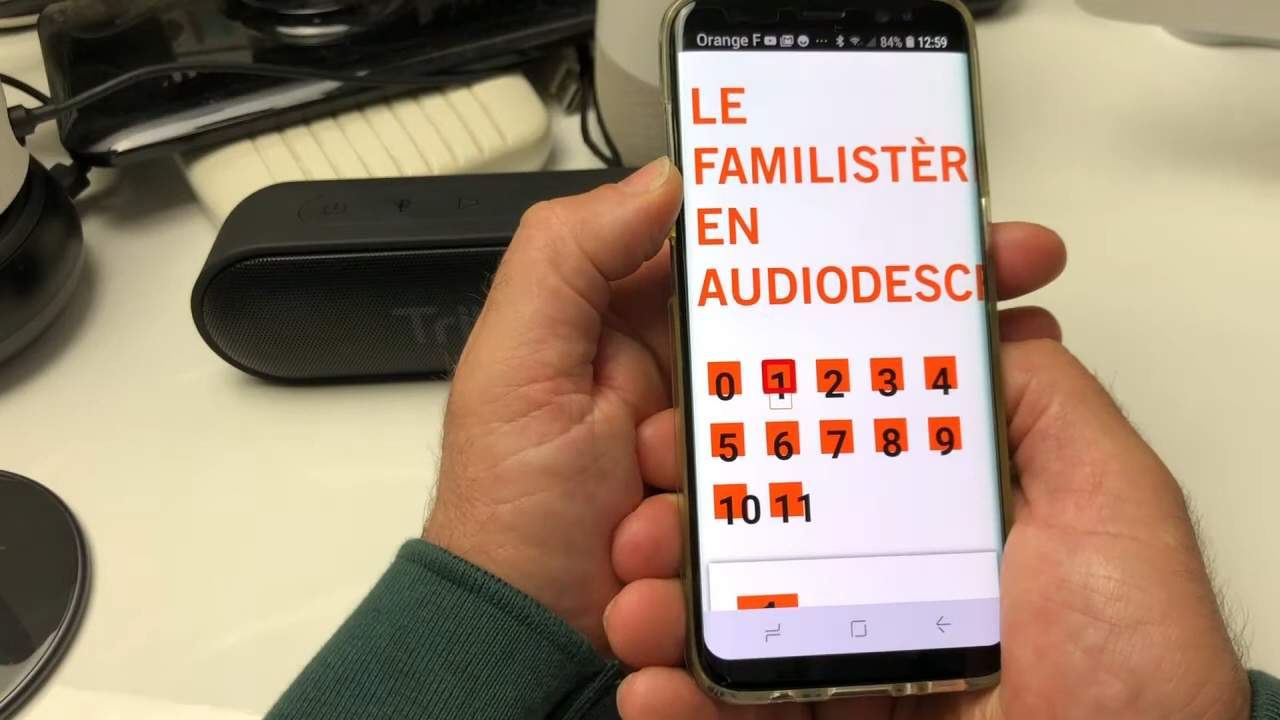 Orange F ··· 84% 12:59
LE
FAMILISTÈR
EN
AUDIODESC
0 1 2 3 4
5 6 7 8 9
10 11
1